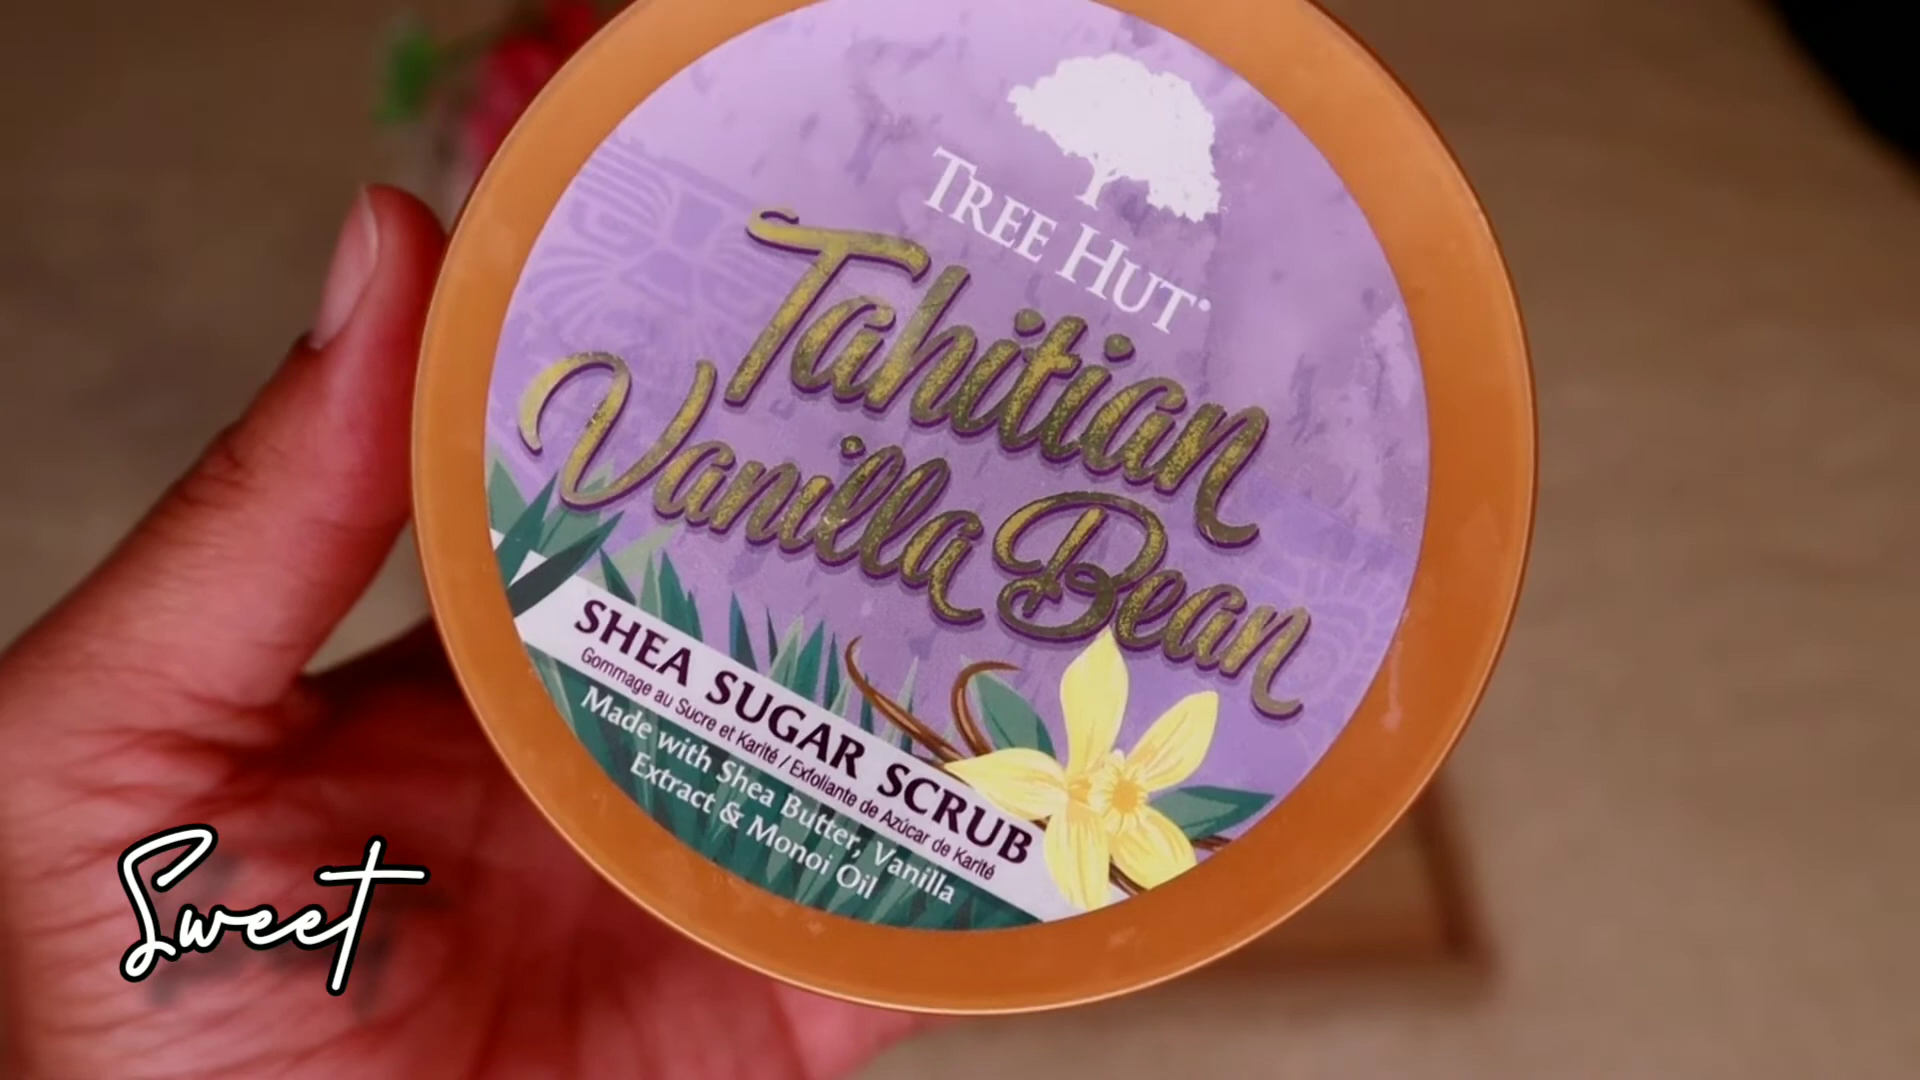 TREE HUT®
Tahitian
Vanilla Bean
SHEA SUGAR SCRUB
Gommage au Sucre et Karité / Exfoliante de Azúcar de Karité
Made with Shea Butter, Vanilla
Extract & Monoi Oil
Sweet